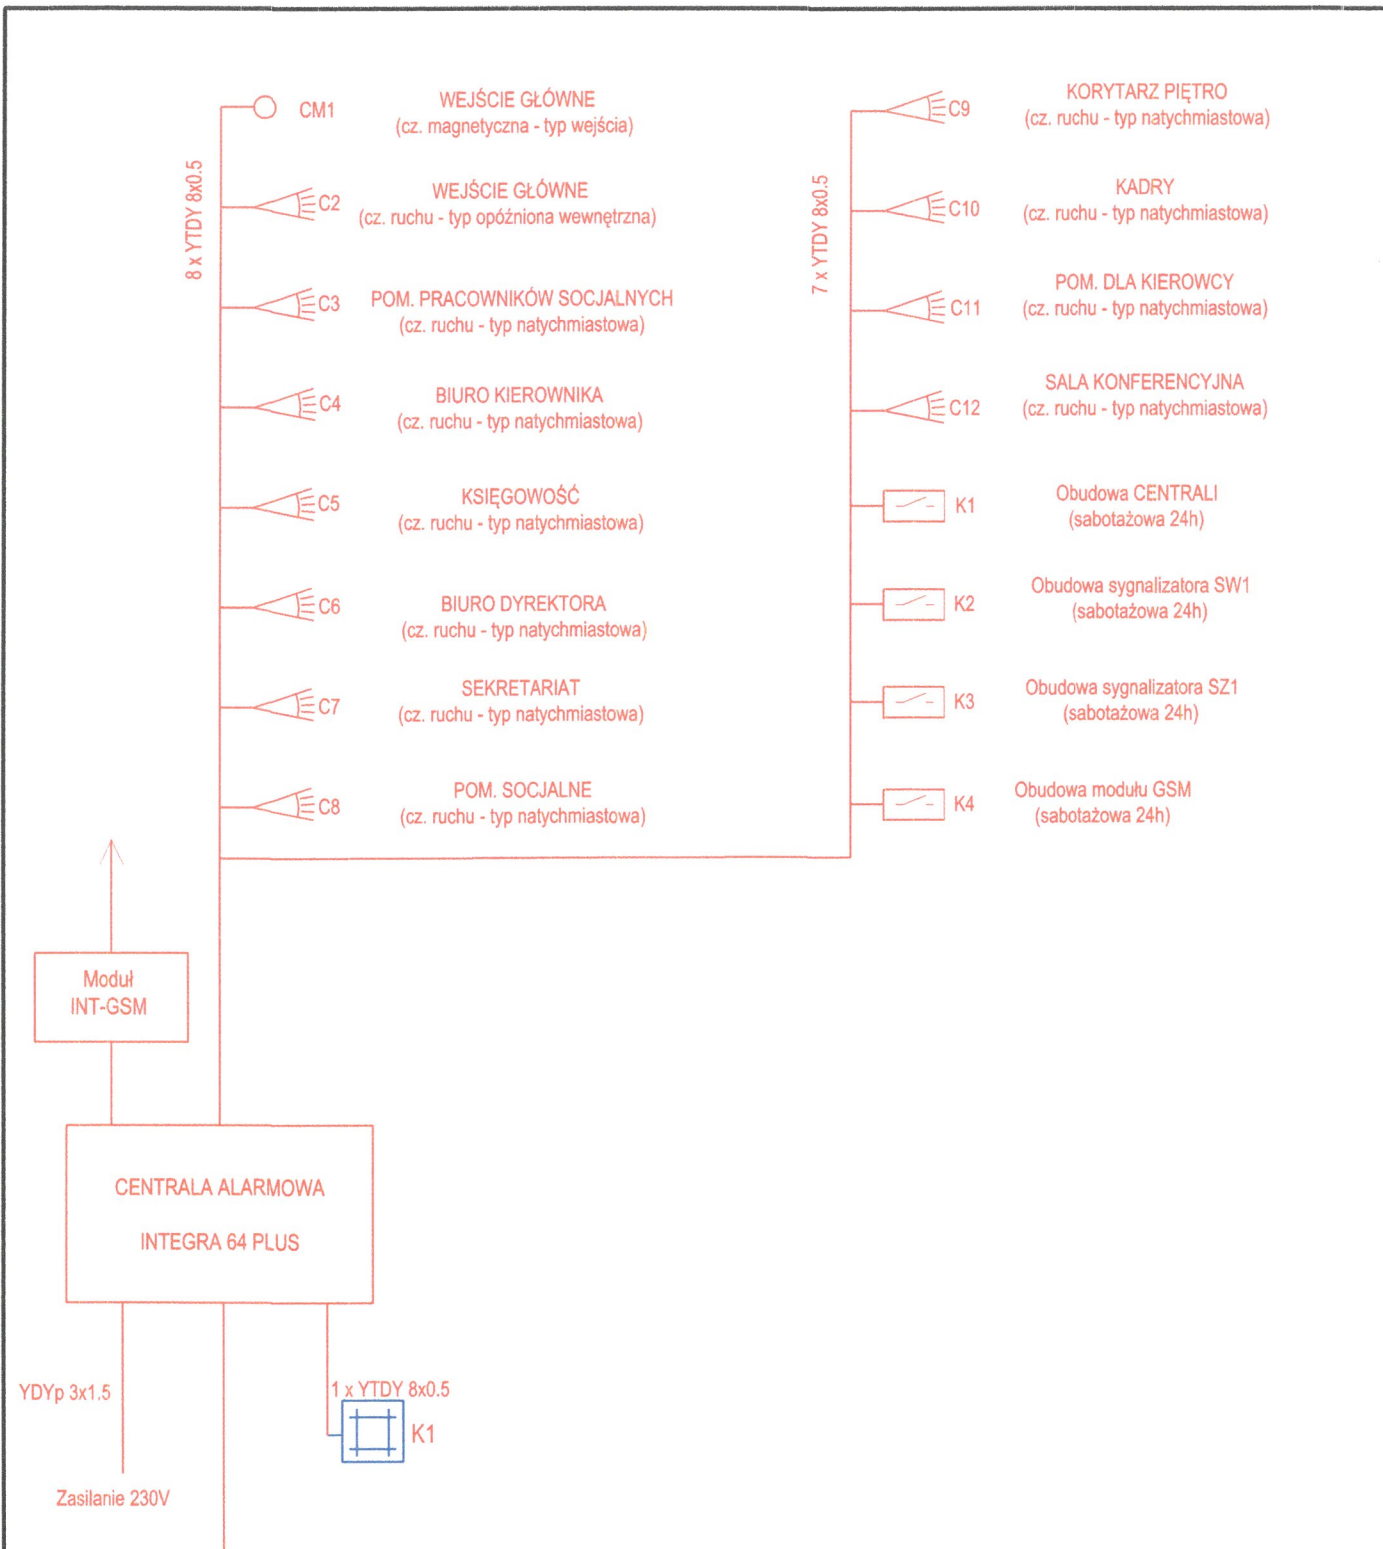 CM1
WEJŚCIE GŁÓWNE
(cz. magnetyczna - typ wejścia)
8 x YTDY 8x0.5
C2
WEJŚCIE GŁÓWNE
(cz. ruchu - typ opóźniona wewnętrzna)
C3
POM. PRACOWNIKÓW SOCJALNYCH
(cz. ruchu - typ natychmiastowa)
C4
BIURO KIEROWNIKA
(cz. ruchu - typ natychmiastowa)
C5
KSIĘGOWOŚĆ
(cz. ruchu - typ natychmiastowa)
C6
BIURO DYREKTORA
(cz. ruchu - typ natychmiastowa)
C7
SEKRETARIAT
(cz. ruchu - typ natychmiastowa)
C8
POM. SOCJALNE
(cz. ruchu - typ natychmiastowa)
C9
KORYTARZ PIĘTRO
(cz. ruchu - typ natychmiastowa)
7 x YTDY 8x0.5
C10
KADRY
(cz. ruchu - typ natychmiastowa)
C11
POM. DLA KIEROWCY
(cz. ruchu - typ natychmiastowa)
C12
SALA KONFERENCYJNA
(cz. ruchu - typ natychmiastowa)
K1
Obudowa CENTRALI
(sabotażowa 24h)
K2
Obudowa sygnalizatora SW1
(sabotażowa 24h)
K3
Obudowa sygnalizatora SZ1
(sabotażowa 24h)
K4
Obudowa modułu GSM
(sabotażowa 24h)
Moduł
INT-GSM
CENTRALA ALARMOWA
INTEGRA 64 PLUS
YDYp 3x1.5
1 x YTDY 8x0.5
K1
Zasilanie 230V